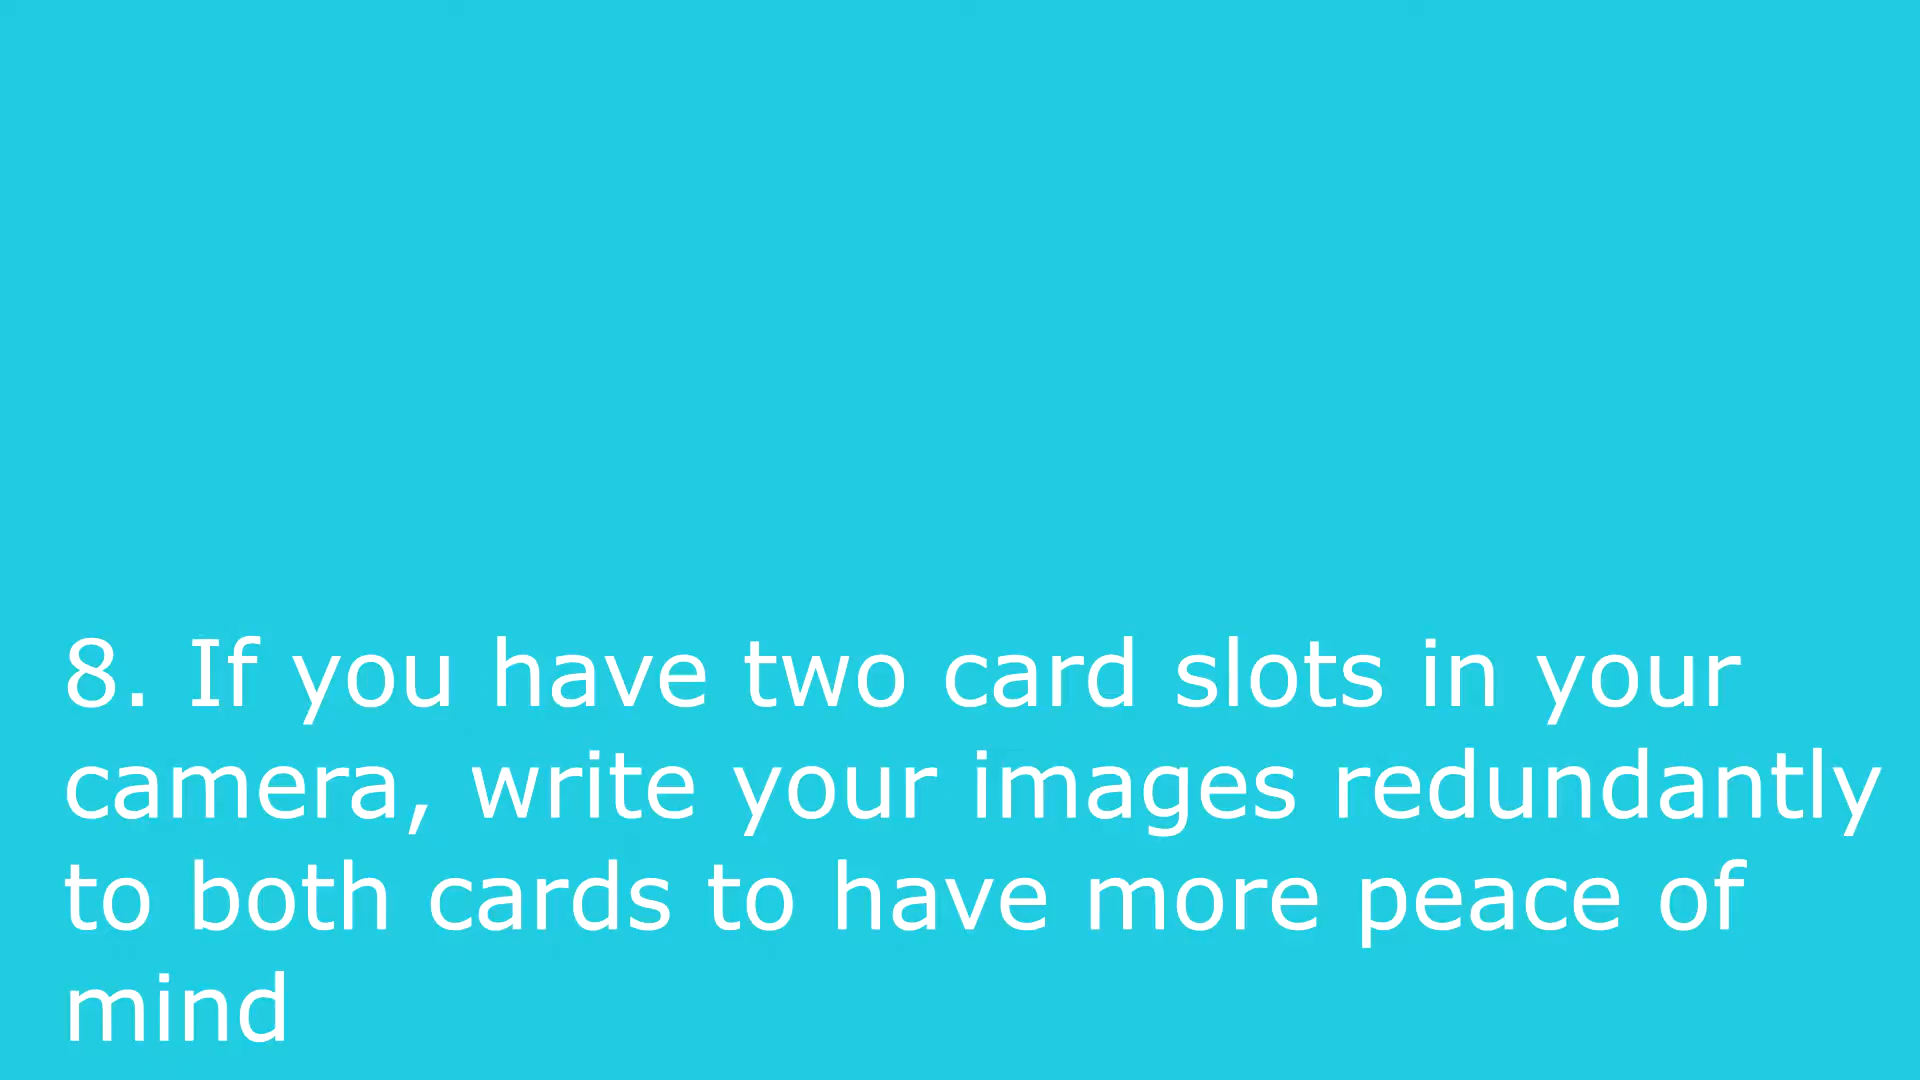 8. If you have two card slots in your
camera, write your images redundantly
to both cards to have more peace of
mind